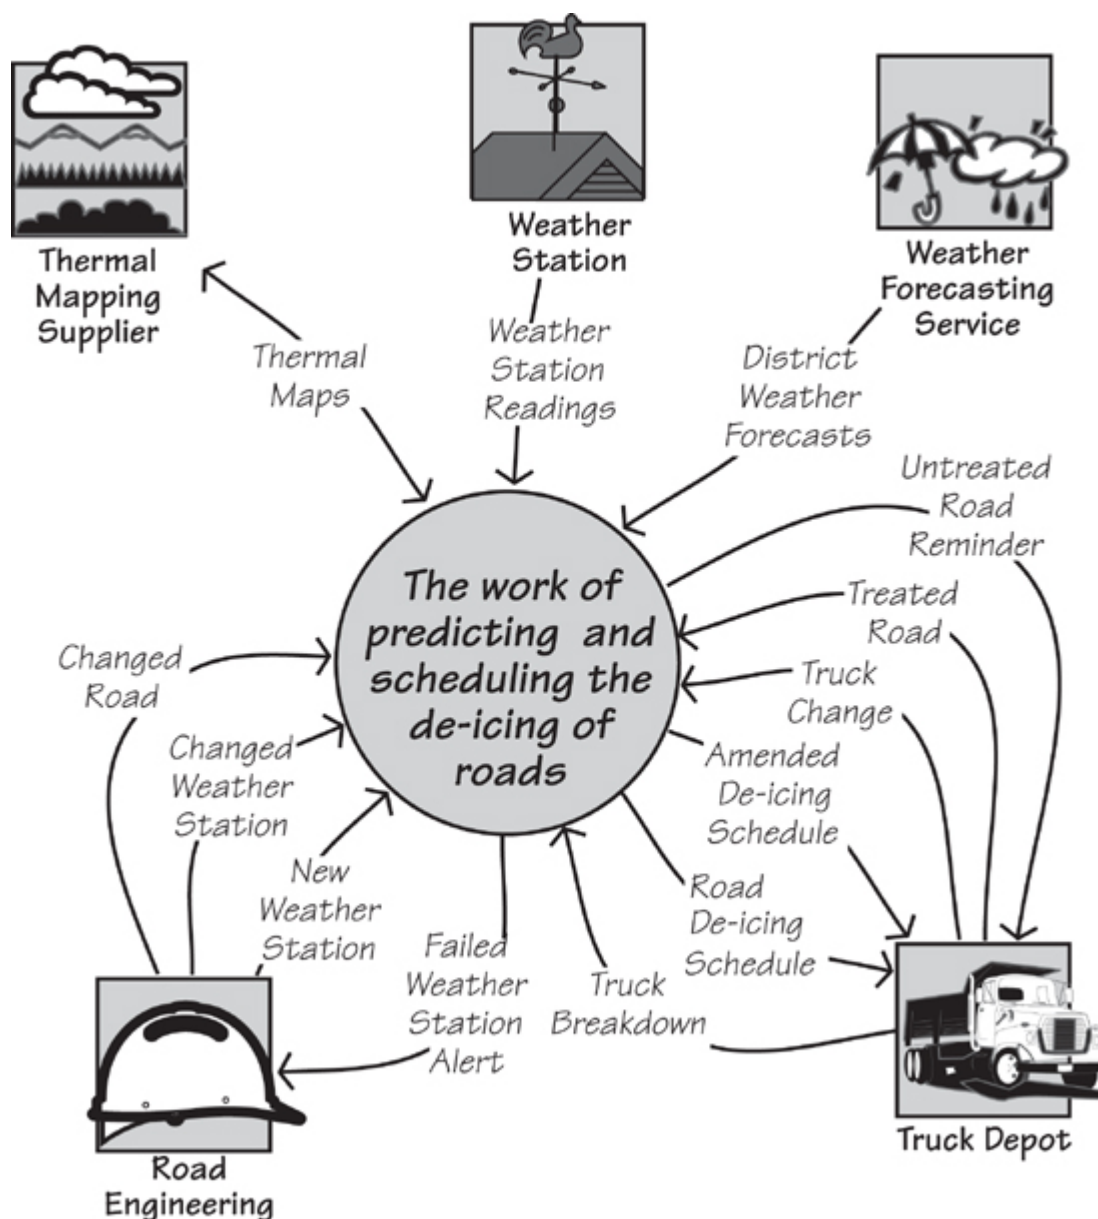 Weather
Station
Thermal
Mapping
Supplier
Weather
Forecasting
Service
Thermal
Maps
Weather
Station
Readings
District
Weather
Forecasts
Untreated
Road
Reminder
The work of
predicting and
scheduling the
de-icing of
roads
Treated
Road
Truck
Change
Changed
Road
Changed
Weather
Station
Amended
De-icing
Schedule
New
Weather
Station
Road
De-icing
Schedule
Failed
Weather
Station
Alert
Truck
Breakdown
Road
Engineering
Truck Depot